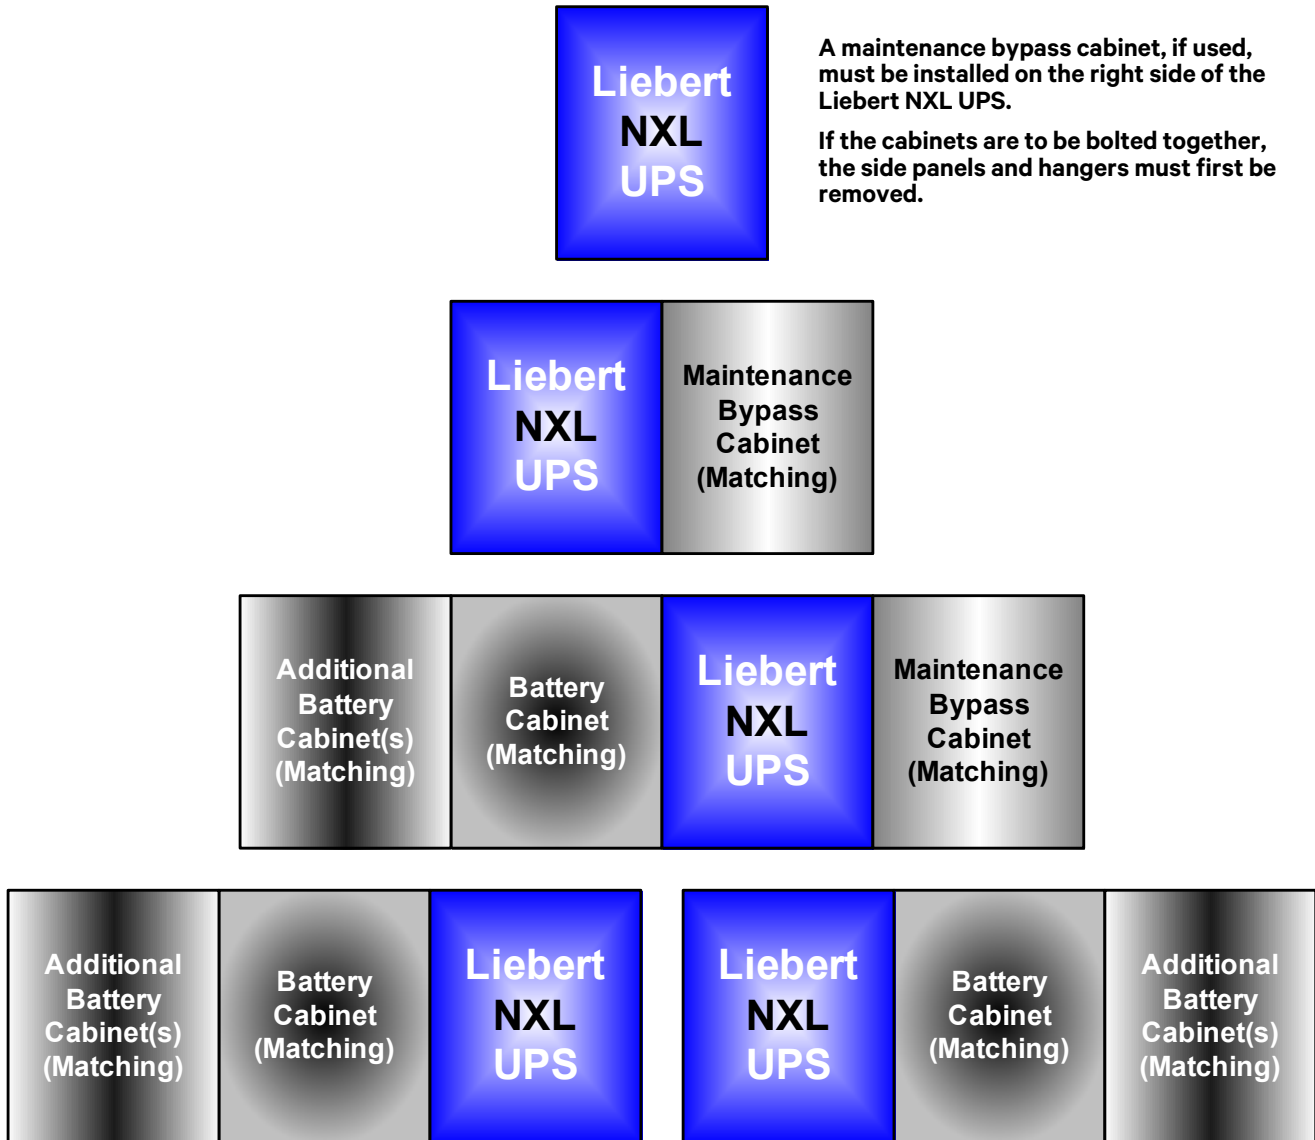 Liebert
NXL
UPS
A maintenance bypass cabinet, if used,
must be installed on the right side of the
Liebert NXL UPS.
If the cabinets are to be bolted together,
the side panels and hangers must first be
removed.
Liebert
NXL
UPS
Maintenance
Bypass
Cabinet
(Matching)
Additional
Battery
Cabinet(s)
(Matching)
Battery
Cabinet
(Matching)
Liebert
NXL
UPS
Maintenance
Bypass
Cabinet
(Matching)
Additional
Battery
Cabinet(s)
(Matching)
Battery
Cabinet
(Matching)
Liebert
NXL
UPS
Liebert
NXL
UPS
Battery
Cabinet
(Matching)
Additional
Battery
Cabinet(s)
(Matching)